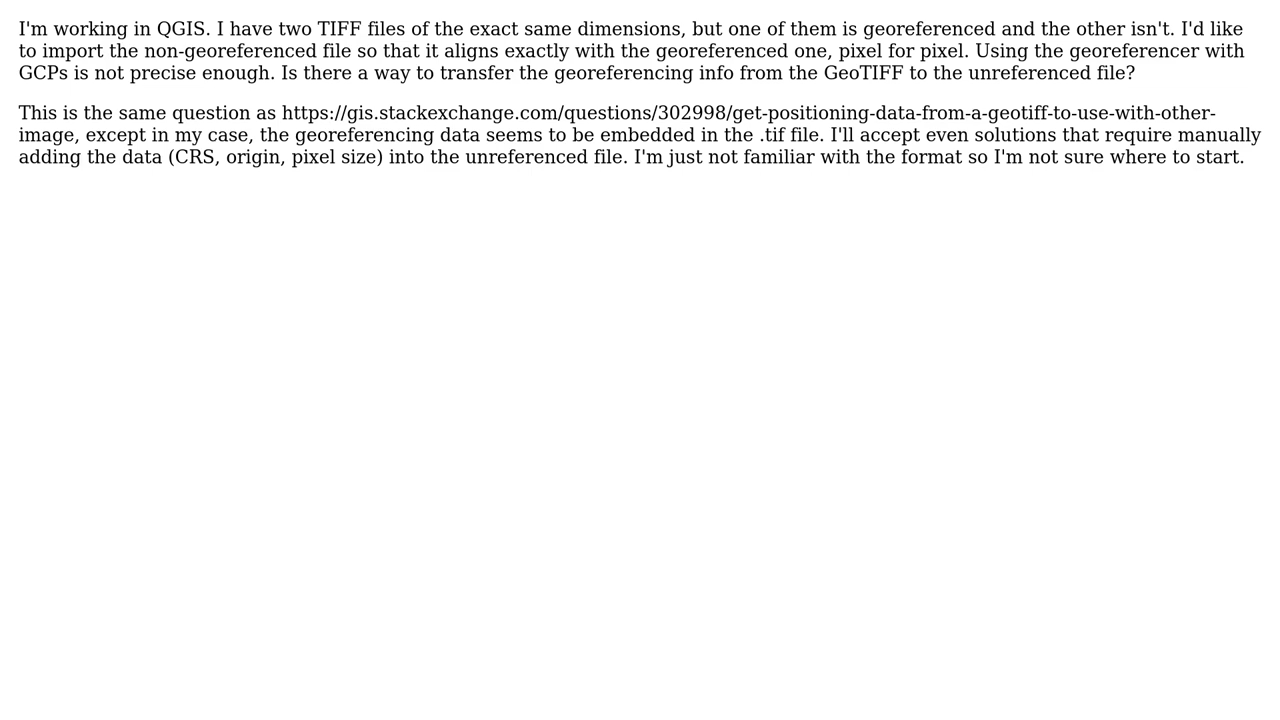 I'm working in QGIS. I have two TIFF files of the exact same dimensions, but one of them is georeferenced and the other isn't. I'd like
to import the non-georeferenced file so that it aligns exactly with the georeferenced one, pixel for pixel. Using the georeferencer with
GCPs is not precise enough. Is there a way to transfer the georeferencing info from the GeoTIFF to the unreferenced file?
This is the same question as https://gis.stackexchange.com/questions/302998/get-positioning-data-from-a-geotiff-to-use-with-other-
image, except in my case, the georeferencing data seems to be embedded in the .tif file. I'll accept even solutions that require manually
adding the data (CRS, origin, pixel size) into the unreferenced file. I'm just not familiar with the format so I'm not sure where to start.